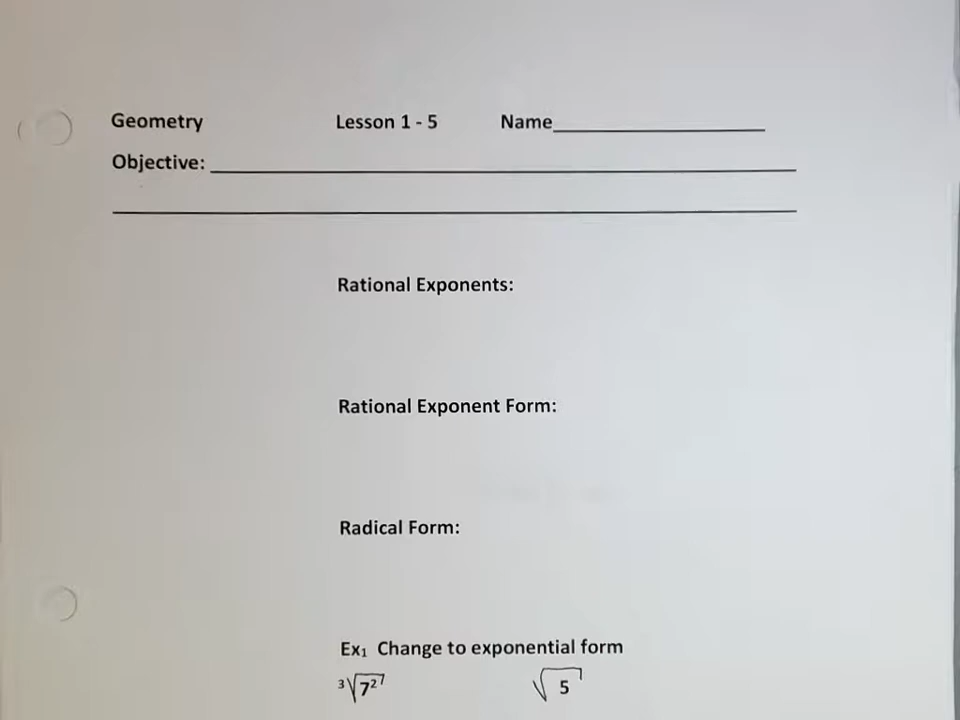 Geometry Lesson 1 - 5 Name
Objective:
Rational Exponents:
Rational Exponent Form:
Radical Form:
Ex₁ Change to exponential form
³√7² √5